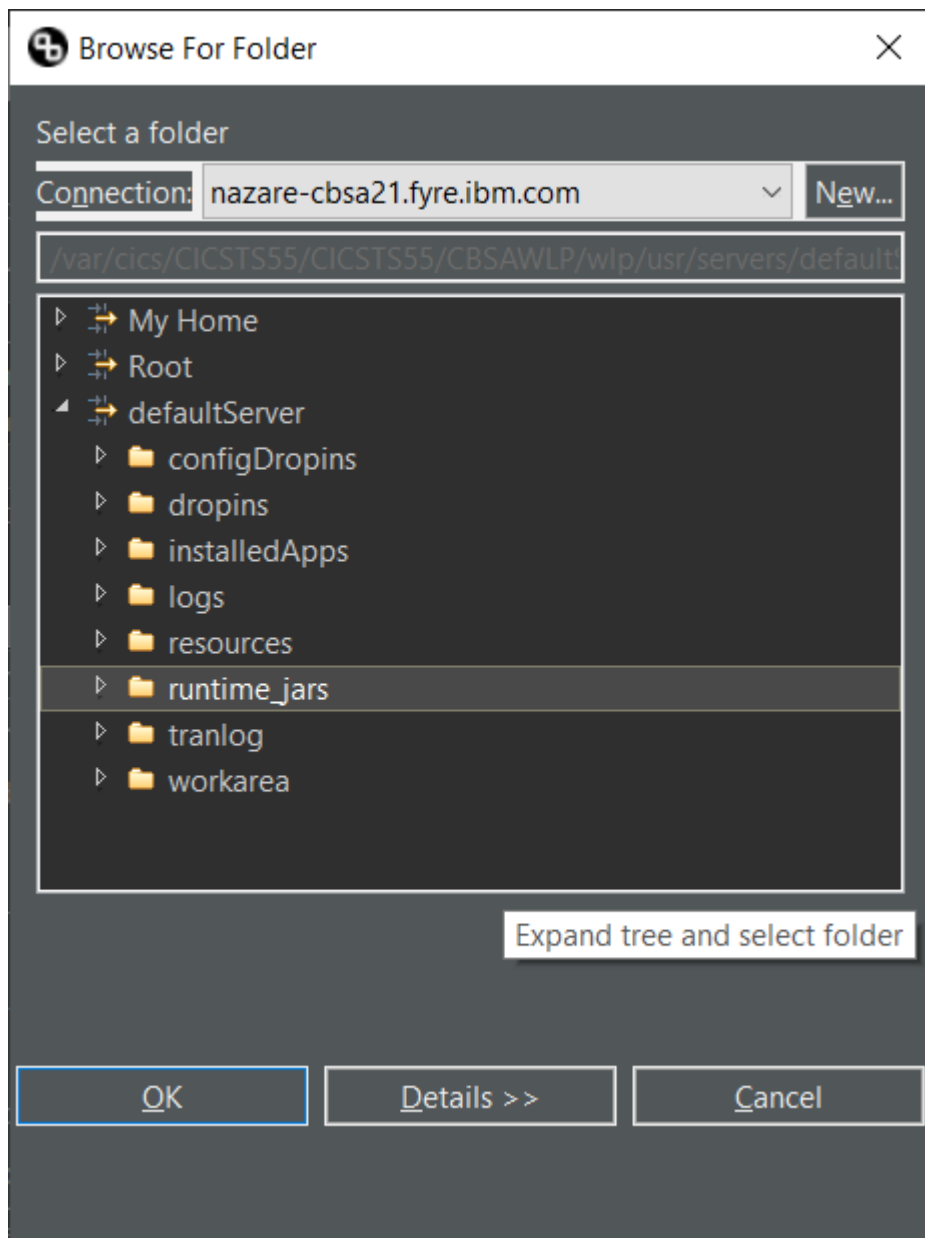 Browse For Folder
Select a folder
Connection: nazare-cbsa21.fyre.ibm.com New...
/var/cics/CICSTS55/CICSTS55/CBSAWLP/wlp/usr/servers/default
My Home
Root
defaultServer
configDropins
dropins
installedApps
logs
resources
runtime_jars
tranlog
workarea
Expand tree and select folder
OK Details >> Cancel